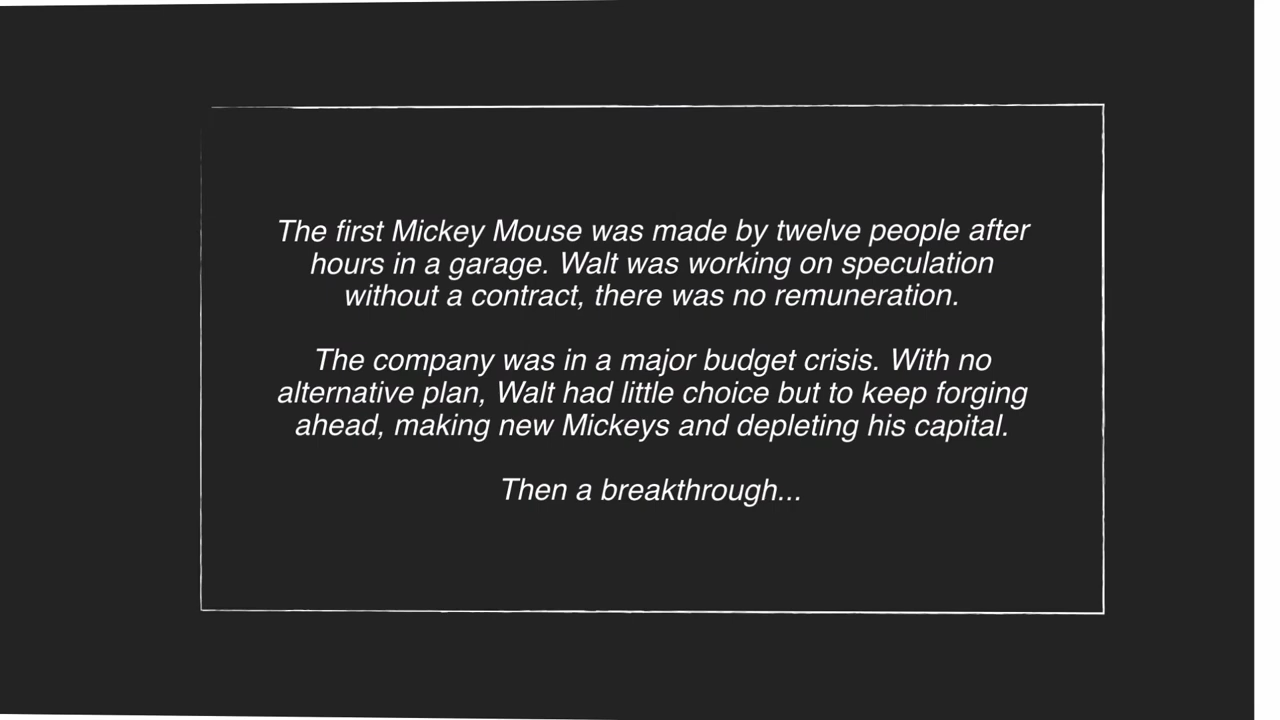 The first Mickey Mouse was made by twelve people after
hours in a garage. Walt was working on speculation
without a contract, there was no remuneration.
The company was in a major budget crisis. With no
alternative plan, Walt had little choice but to keep forging
ahead, making new Mickeys and depleting his capital.
Then a breakthrough...